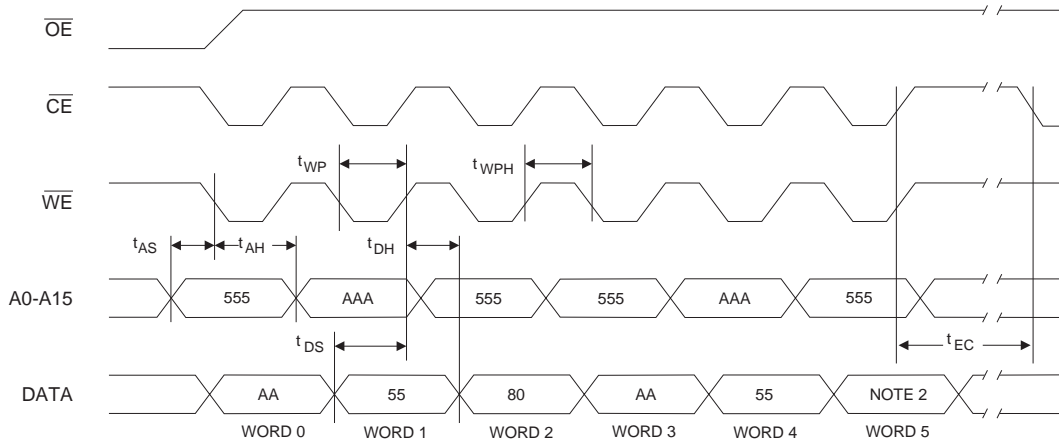 OE
CE
tWP
tWPH
WE
tAS
tAH
tDH
A0-A15
555
AAA
555
555
AAA
555
tDS
tEC
DATA
AA
55
80
AA
55
NOTE 2
WORD 0
WORD 1
WORD 2
WORD 3
WORD 4
WORD 5